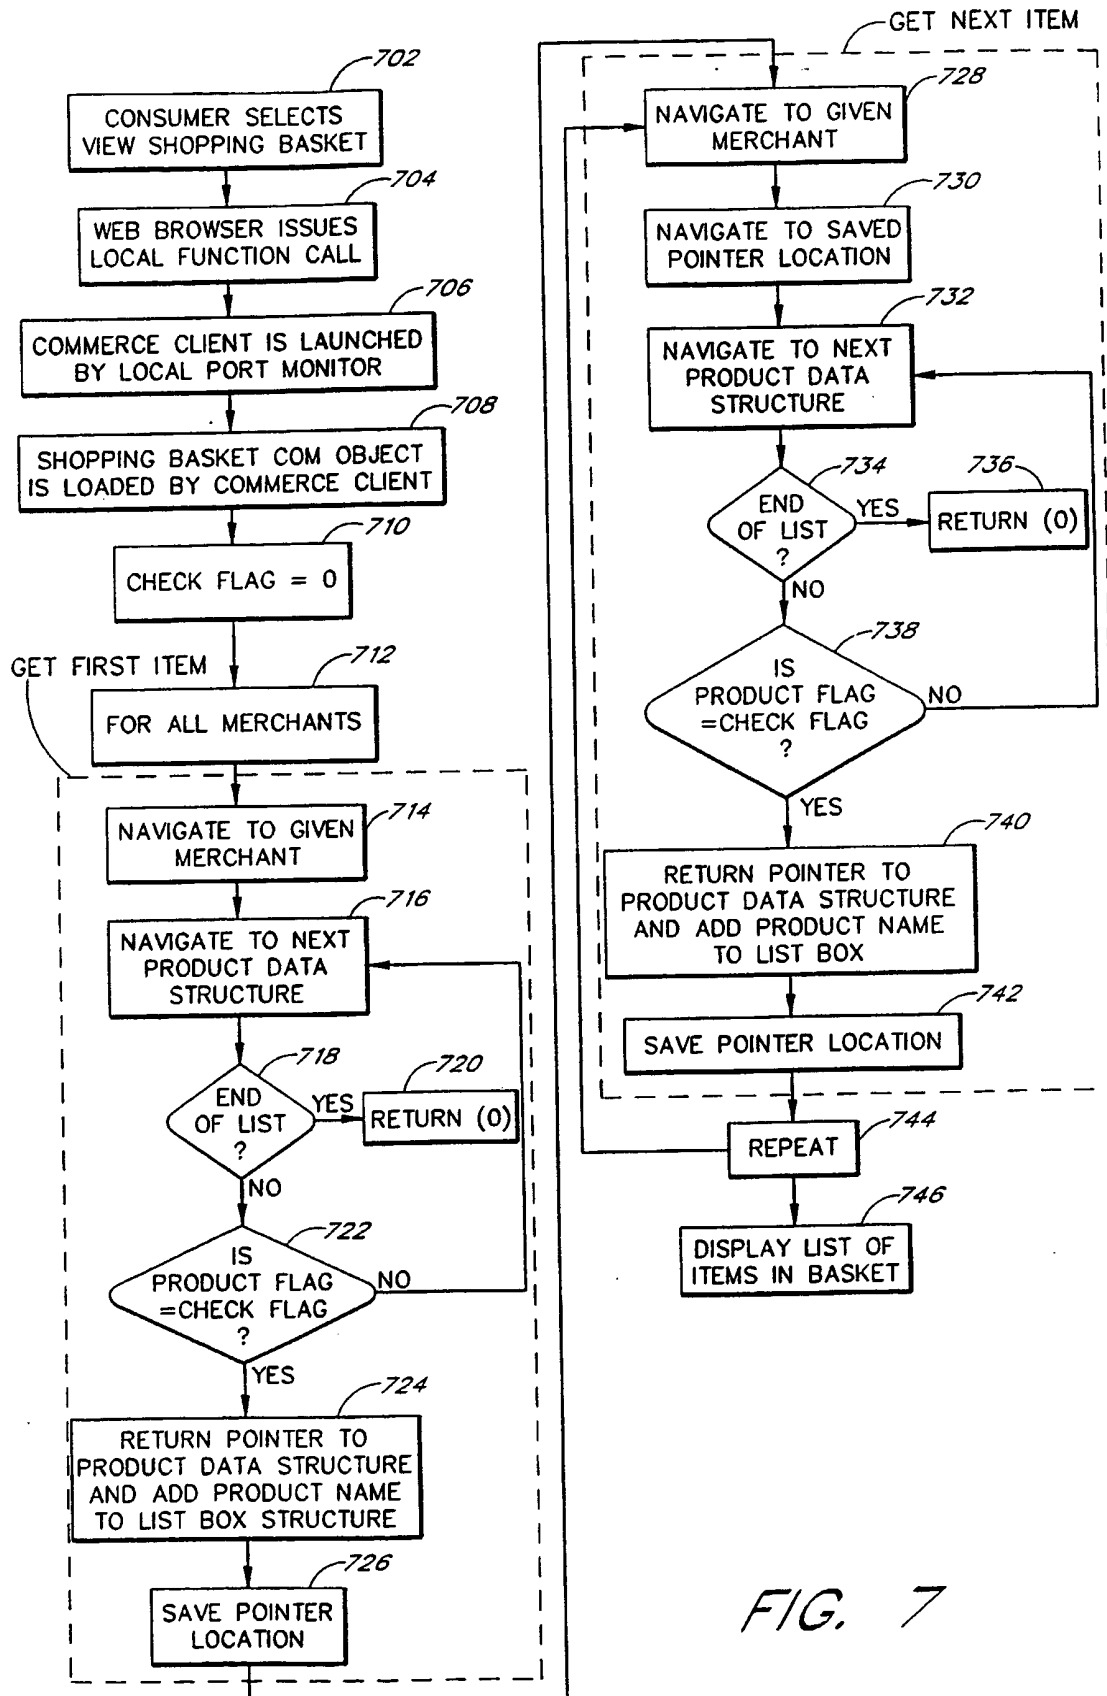 702
CONSUMER SELECTS
VIEW SHOPPING BASKET
704
WEB BROWSER ISSUES
LOCAL FUNCTION CALL
706
COMMERCE CLIENT IS LAUNCHED
BY LOCAL PORT MONITOR
708
SHOPPING BASKET COM OBJECT
IS LOADED BY COMMERCE CLIENT
710
CHECK FLAG = 0
GET FIRST ITEM
712
FOR ALL MERCHANTS
714
NAVIGATE TO GIVEN
MERCHANT
716
NAVIGATE TO NEXT
PRODUCT DATA
STRUCTURE
718
END
OF LIST
?
YES
720
RETURN (0)
NO
722
IS
PRODUCT FLAG
=CHECK FLAG
?
NO
YES
724
RETURN POINTER TO
PRODUCT DATA STRUCTURE
AND ADD PRODUCT NAME
TO LIST BOX STRUCTURE
726
SAVE POINTER
LOCATION
GET NEXT ITEM
728
NAVIGATE TO GIVEN
MERCHANT
730
NAVIGATE TO SAVED
POINTER LOCATION
732
NAVIGATE TO NEXT
PRODUCT DATA
STRUCTURE
734
END
OF LIST
?
YES
736
RETURN (0)
NO
738
IS
PRODUCT FLAG
=CHECK FLAG
?
NO
YES
740
RETURN POINTER TO
PRODUCT DATA STRUCTURE
AND ADD PRODUCT NAME
TO LIST BOX
742
SAVE POINTER LOCATION
744
REPEAT
746
DISPLAY LIST OF
ITEMS IN BASKET
FIG. 7